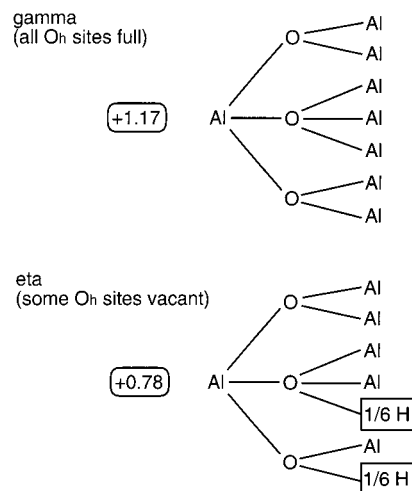 gamma
(all Oh sites full)
+1.17
Al
O
O
O
Al
Al
Al
Al
Al
Al
Al
eta
(some Oh sites vacant)
+0.78
Al
O
O
O
Al
Al
Al
Al
1/6 H
Al
1/6 H